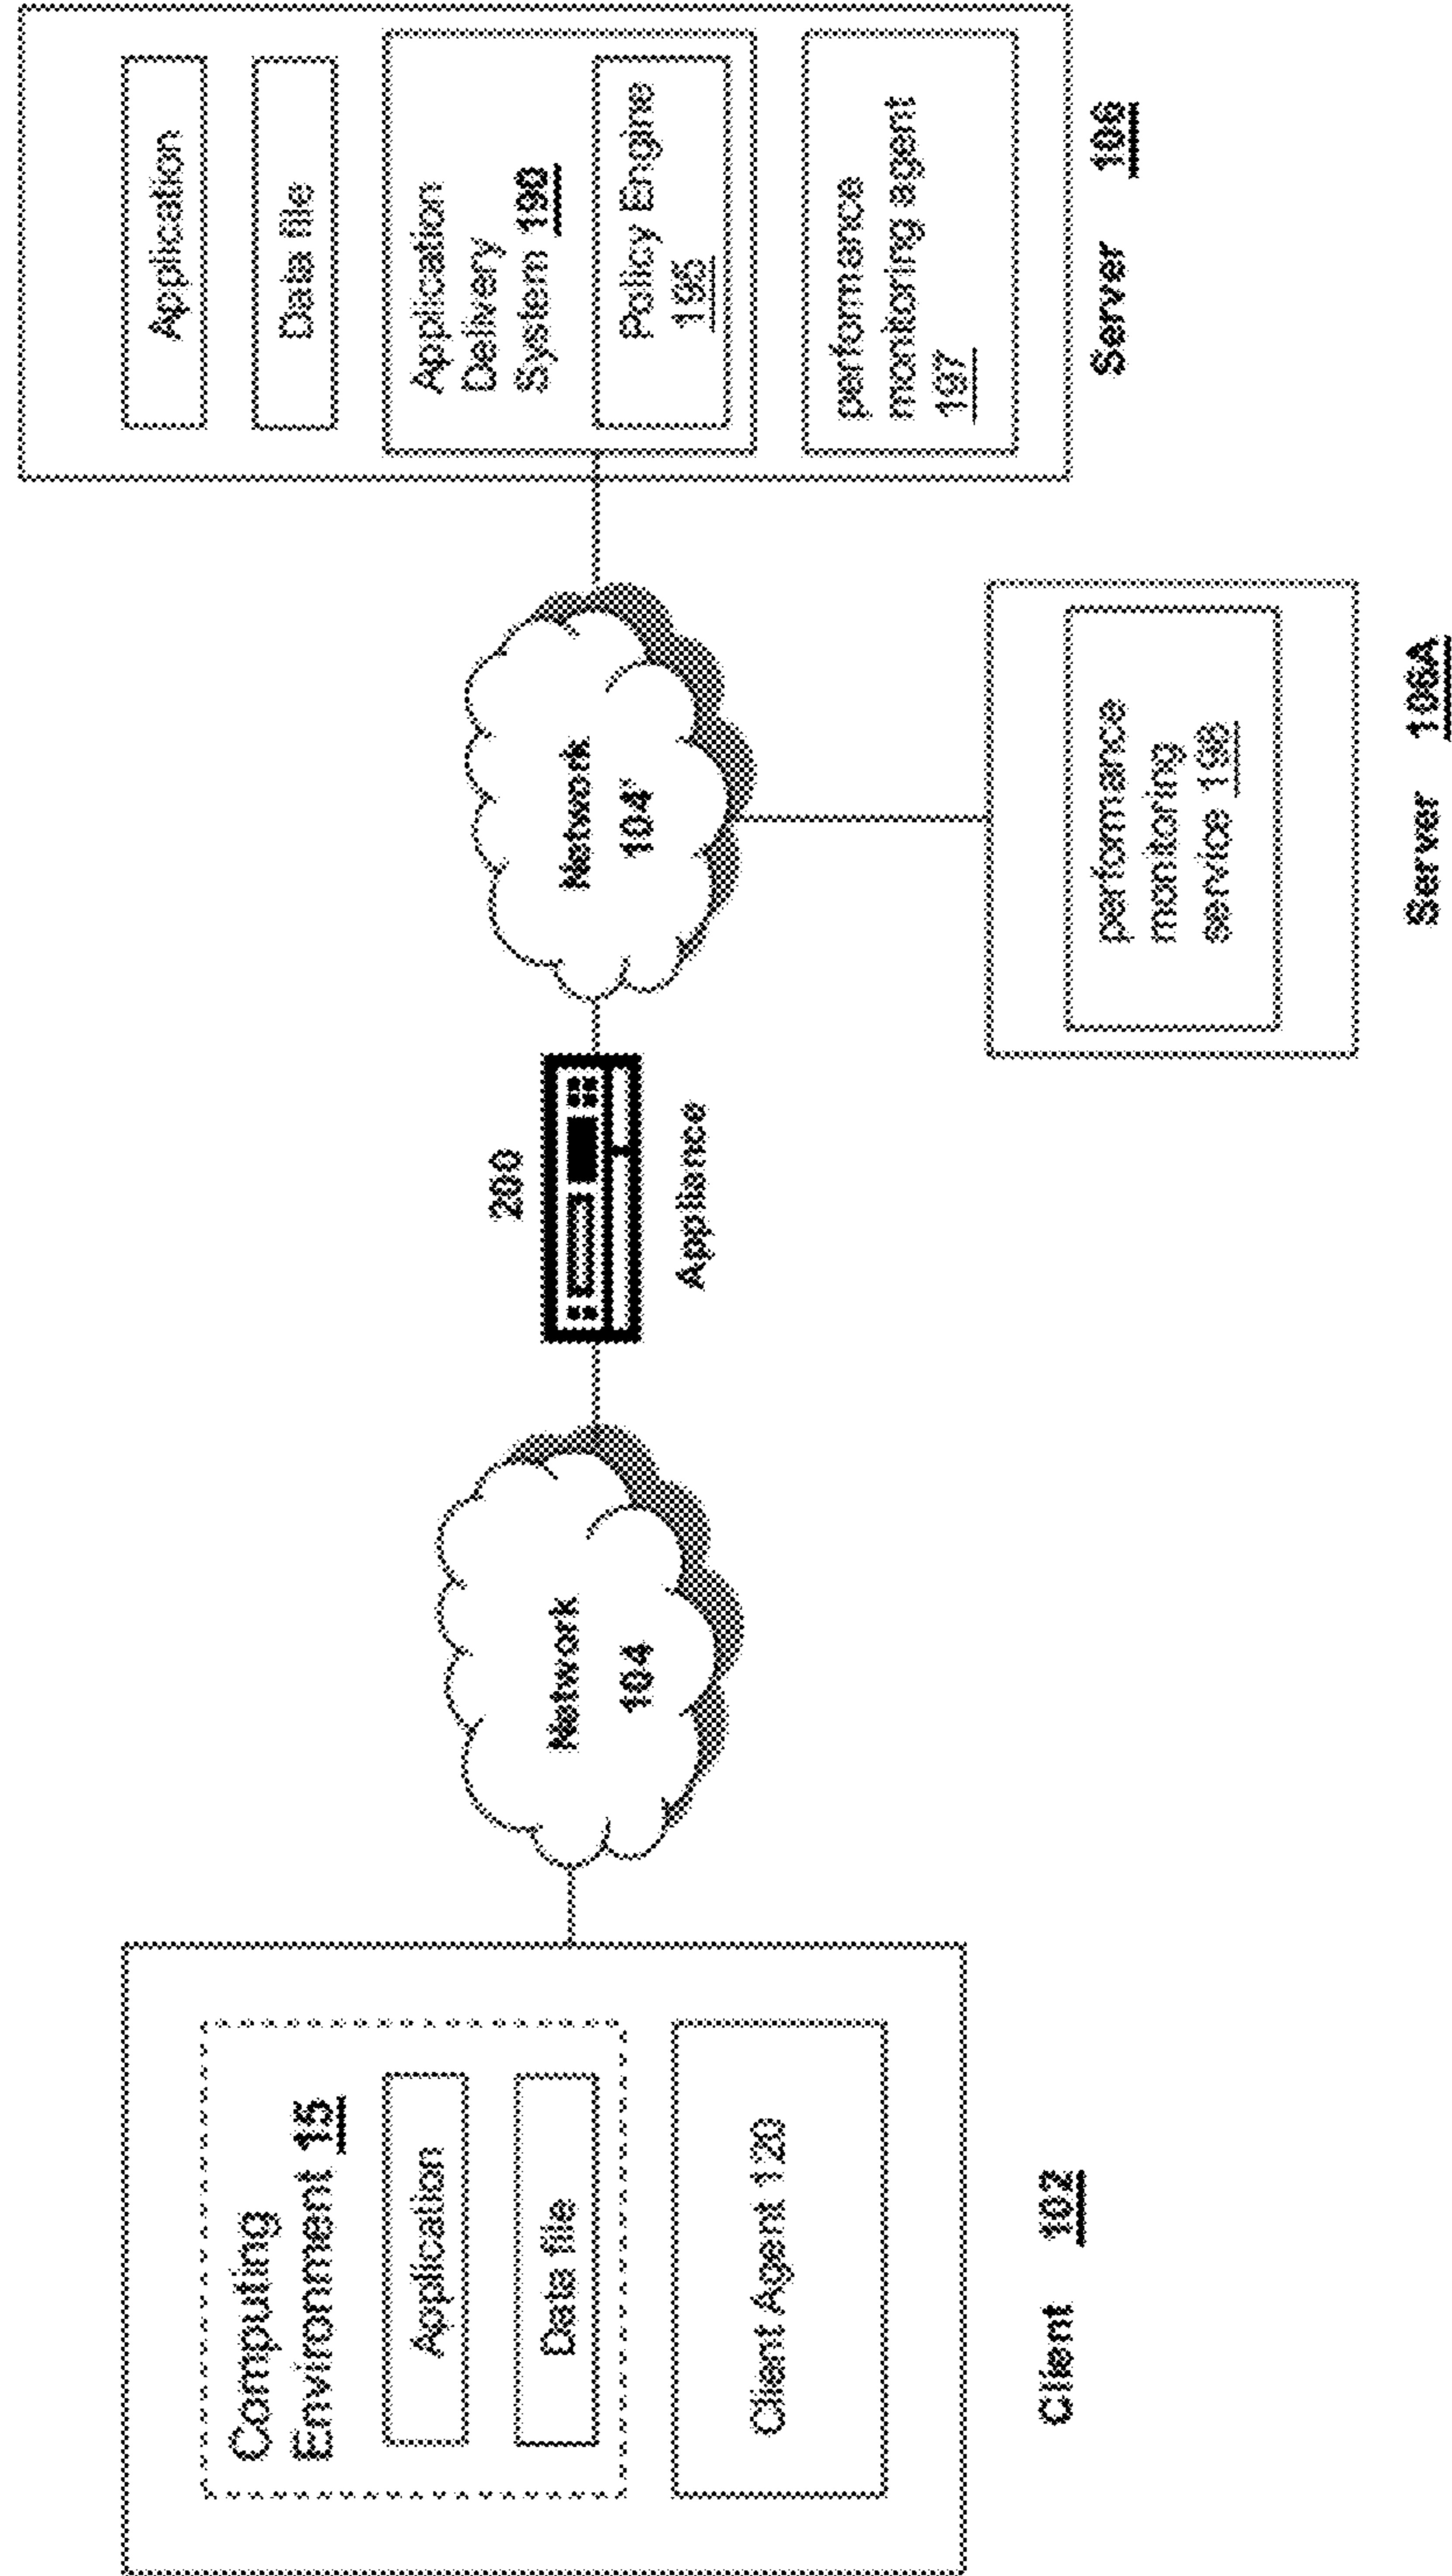 Computing
Environment 15
Application
Data file
Client Agent 120
Client 102
Network
104
200
Appliance
Network
104'
performance
monitoring
service 198
Server 106A
Application
Data file
Application
Delivery
System 190
Policy Engine
195
performance
monitoring agent
197
Server 106